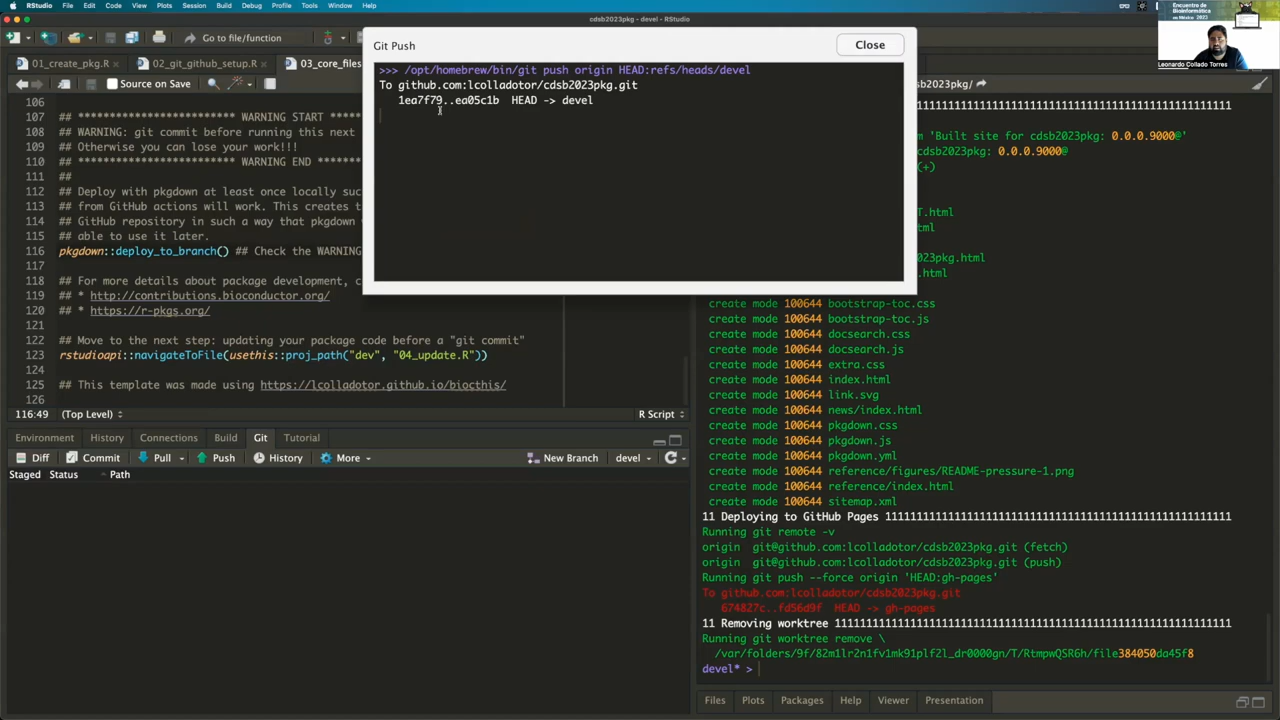 RStudio File Edit Code View Plots Session Build Debug Profile Tools Window Help
cdsb2023pkg - devel - RStudio
Encuentro de
Bioinformática
en México 2023
Leonardo Collado Torres
Go to file/function
01_create_pkg.R
02_git_github_setup.R
03_core_files
Source on Save
106
107 ## ************************* WARNING START
108 ## WARNING: git commit before running this next
109 ## Otherwise you can lose your work!!!
110 ## ************************* WARNING END
111 ##
112 ## Deploy with pkgdown at least once locally suc
113 ## from GitHub actions will work. This creates t
114 ## GitHub repository in such a way that pkgdown
115 ## able to use it later.
116 pkgdown::deploy_to_branch() ## Check the WARNING
117
118 ## For more details about package development, c
119 ## * http://contributions.bioconductor.org/
120 ## * https://r-pkgs.org/
121
122 ## Move to the next step: updating your package code before a "git commit"
123 rstudioapi::navigateToFile(usethis::proj_path("dev", "04_update.R"))
124
125 ## This template was made using https://lcolladotor.github.io/biocthis/
126
116:49 (Top Level) R Script
Git Push
Close
>>> /opt/homebrew/bin/git push origin HEAD:refs/heads/devel
To github.com:lcolladotor/cdsb2023pkg.git
1ea7f79..ea05c1b HEAD -> devel
Environment History Connections Build Git Tutorial
Diff Commit Pull Push History More New Branch devel
Staged Status Path
sb2023pkg/
m 'Built site for cdsb2023pkg: 0.0.0.9000@'
cdsb2023pkg: 0.0.0.9000@
(+)
T.html
tml
023pkg.html
.html
create mode 100644 bootstrap-toc.css
create mode 100644 bootstrap-toc.js
create mode 100644 docsearch.css
create mode 100644 docsearch.js
create mode 100644 extra.css
create mode 100644 index.html
create mode 100644 link.svg
create mode 100644 news/index.html
create mode 100644 pkgdown.css
create mode 100644 pkgdown.js
create mode 100644 pkgdown.yml
create mode 100644 reference/figures/README-pressure-1.png
create mode 100644 reference/index.html
create mode 100644 sitemap.xml
11 Deploying to GitHub Pages 11111111111111111111111111111111111111111111111111
Running git remote -v
origin git@github.com:lcolladotor/cdsb2023pkg.git (fetch)
origin git@github.com:lcolladotor/cdsb2023pkg.git (push)
Running git push --force origin 'HEAD:gh-pages'
To github.com:lcolladotor/cdsb2023pkg.git
674827c..fd56d9f HEAD -> gh-pages
11 Removing worktree 1111111111111111111111111111111111111111111111111111111111
Running git worktree remove \
/var/folders/9f/82m1lr2n1fv1mk91plf2l_dr0000gn/T/RtmpwQSR6h/file384050da45f8
devel* >
Files Plots Packages Help Viewer Presentation